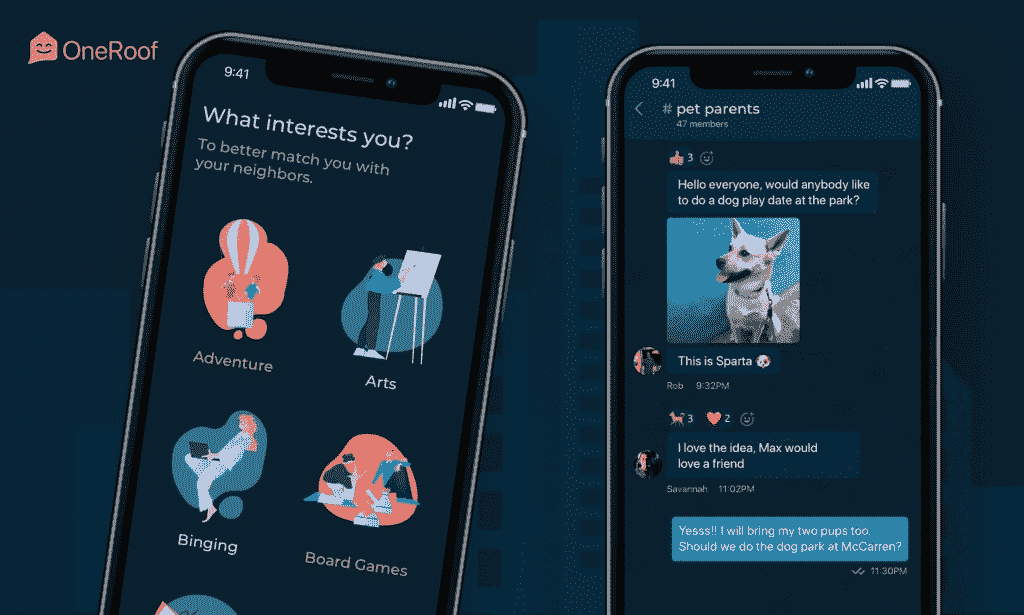 OneRoof
9:41
What interests you?
To better match you with
your neighbors.
Adventure
Arts
Binging
Board Games
9:41
# pet parents
47 members
3
Hello everyone, would anybody like
to do a dog play date at the park?
This is Sparta
Rob 9:32PM
3 2
I love the idea, Max would
love a friend
Savannah 11:02PM
Yesss!! I will bring my two pups too.
Should we do the dog park at McCarren?
11:30PM